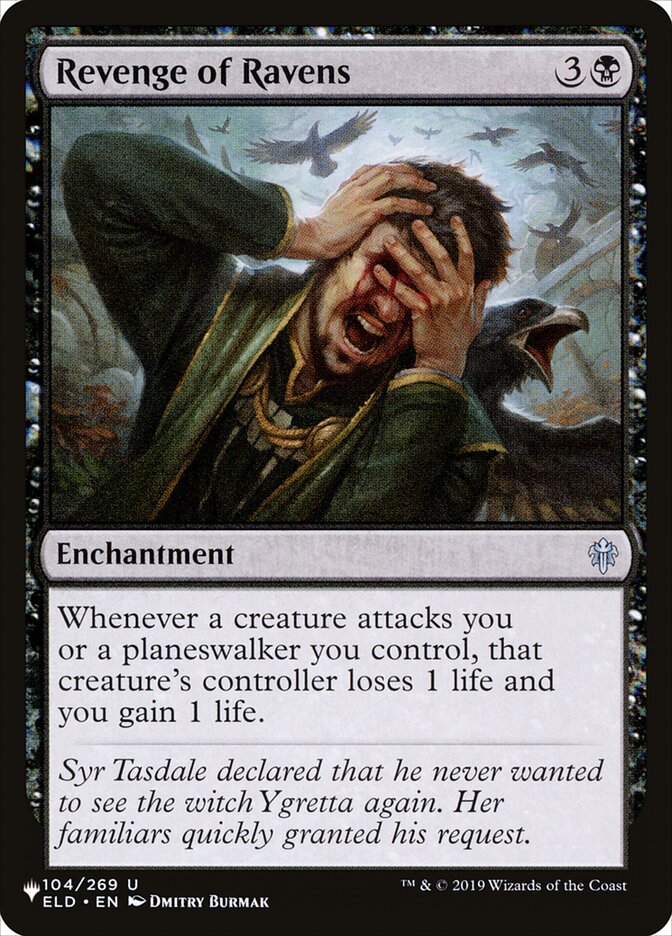 Revenge of Ravens 3
Enchantment
Whenever a creature attacks you
or a planeswalker you control, that
creature's controller loses 1 life and
you gain 1 life.
Syr Tasdale declared that he never wanted
to see the witch Ygretta again. Her
familiars quickly granted his request.
104/269 U
ELD • EN Dmitry Burmak
™ & © 2019 Wizards of the Coast